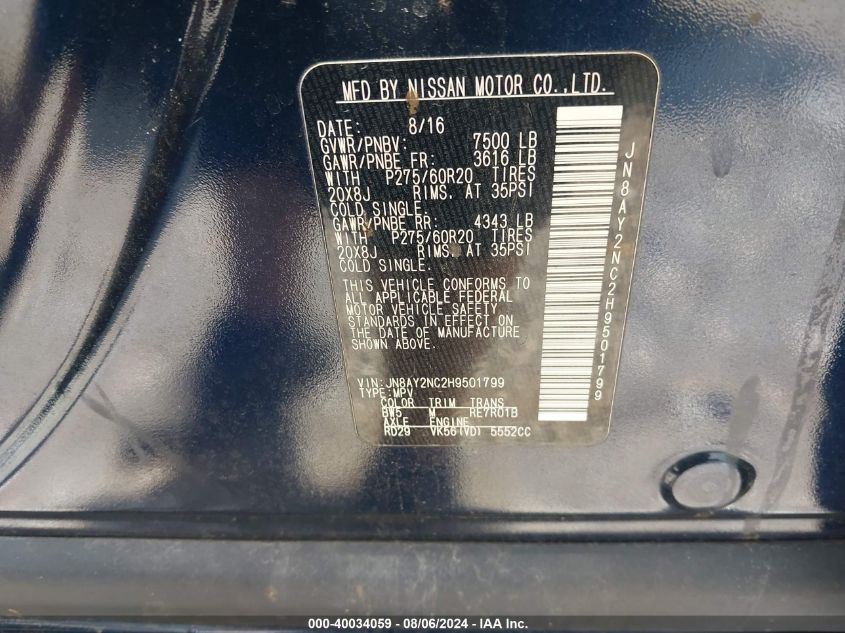 MFD BY NISSAN MOTOR CO.,LTD.
DATE: 8/16
GVWR/PNBV: 7500 LB
GAWR/PNBE FR: 3616 LB
WITH P275/60R20 TIRES
20X8J RIMS, AT 35PSI
COLD SINGLE.
GAWR/PNBE RR: 4343 LB
WITH P275/60R20 TIRES
20X8J RIMS, AT 35PSI
COLD SINGLE.
THIS VEHICLE CONFORMS TO
ALL APPLICABLE FEDERAL
MOTOR VEHICLE SAFETY
STANDARDS IN EFFECT ON
THE DATE OF MANUFACTURE
SHOWN ABOVE.
VIN: JN8AY2NC2H9501799
TYPE: MPV
COLOR TRIM TRANS
BW5 M RE7R01B
AXLE ENGINE
RD29 VK56(VD) 5552CC
JN8AY2NC2H9501799
000-40034059 - 08/06/2024 - IAA Inc.